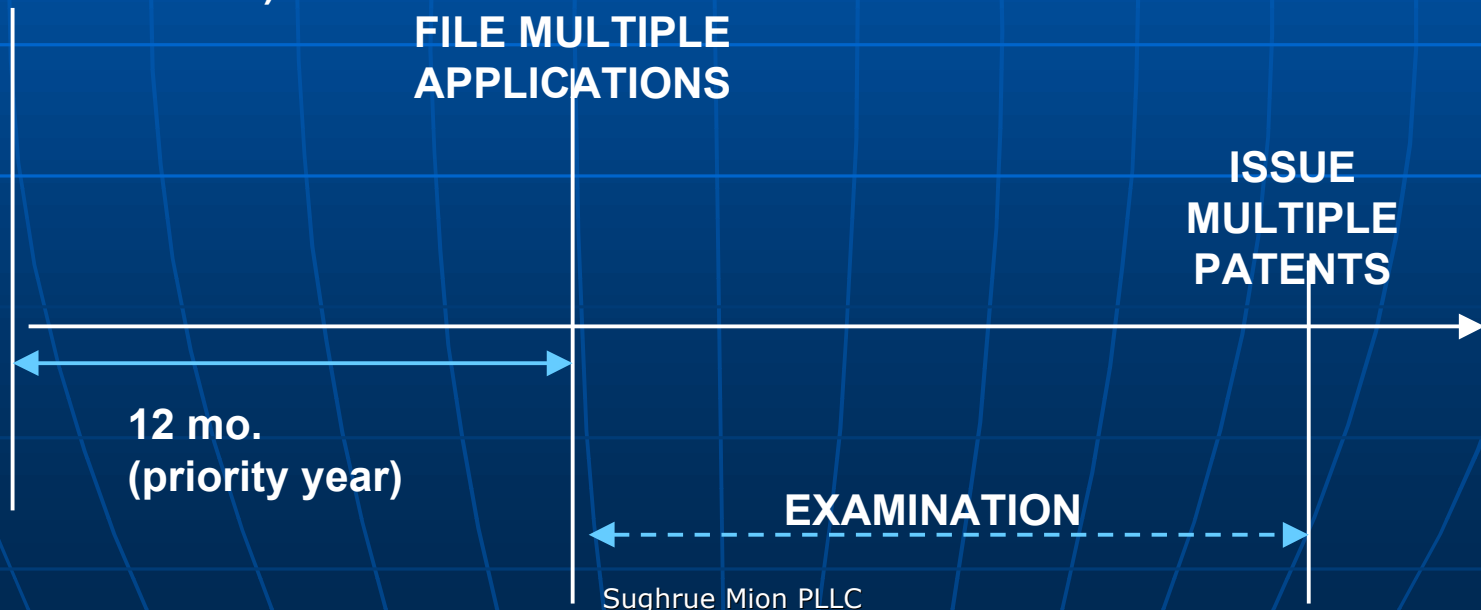 FILE MULTIPLE
APPLICATIONS
ISSUE
MULTIPLE
PATENTS
12 mo.
(priority year)
EXAMINATION
Sughrue Mion PLLC